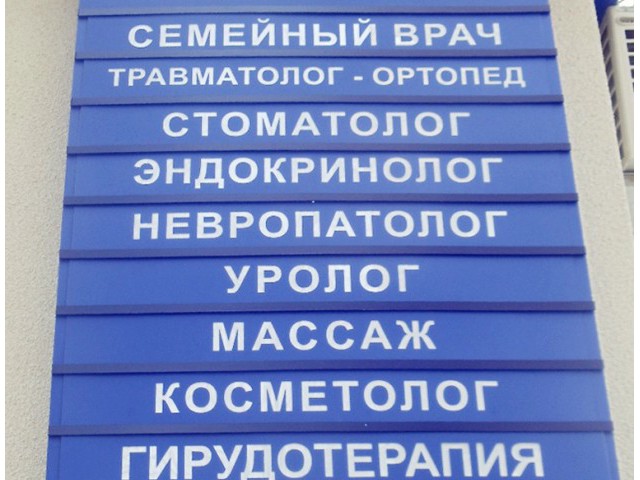 СЕМЕЙНЫЙ ВРАЧ
ТРАВМАТОЛОГ - ОРТОПЕД
СТОМАТОЛОГ
ЭНДОКРИНОЛОГ
НЕВРОПАТОЛОГ
УРОЛОГ
МАССАЖ
КОСМЕТОЛОГ
ГИРУДОТЕРАПИЯ